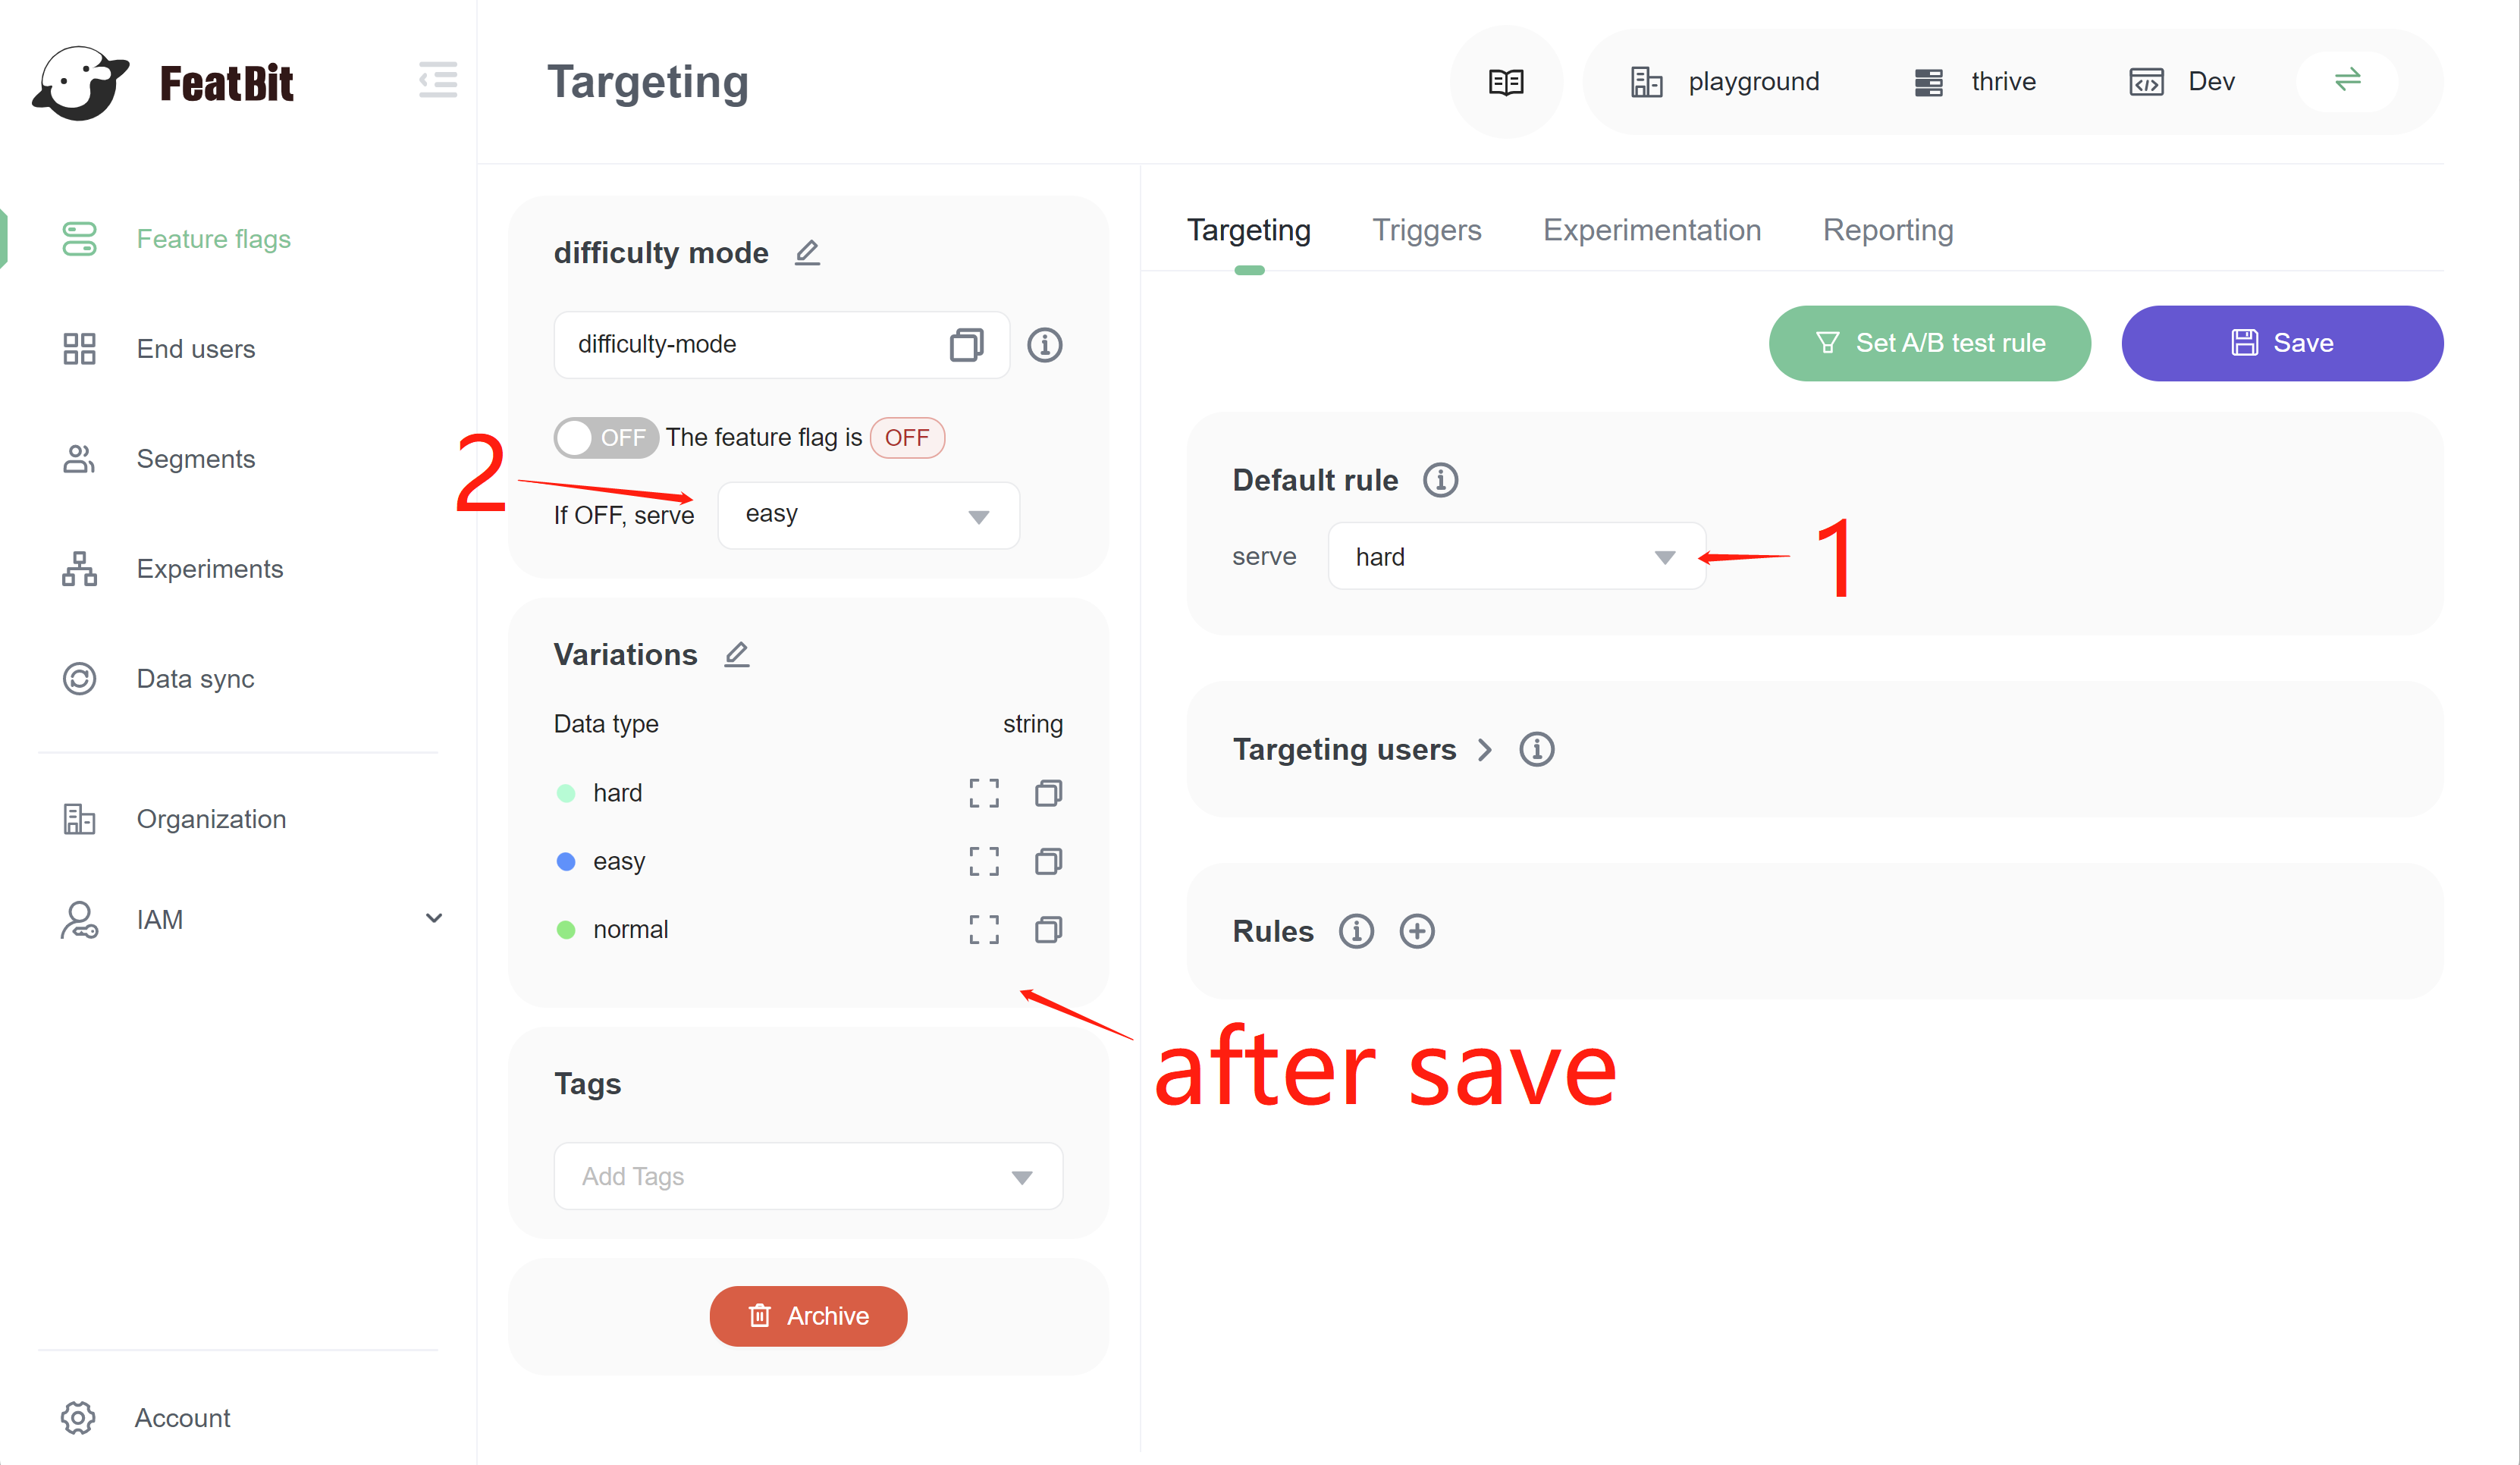 FeatBit
Targeting
playground
thrive
Dev
Feature flags
End users
Segments
Experiments
Data sync
Organization
IAM
Account
difficulty mode
difficulty-mode
OFF The feature flag is OFF
2
If OFF, serve easy
Variations
Data type string
hard
easy
normal
after save
Tags
Add Tags
Archive
Targeting Triggers Experimentation Reporting
Set A/B test rule
Save
Default rule
serve hard
1
Targeting users
Rules